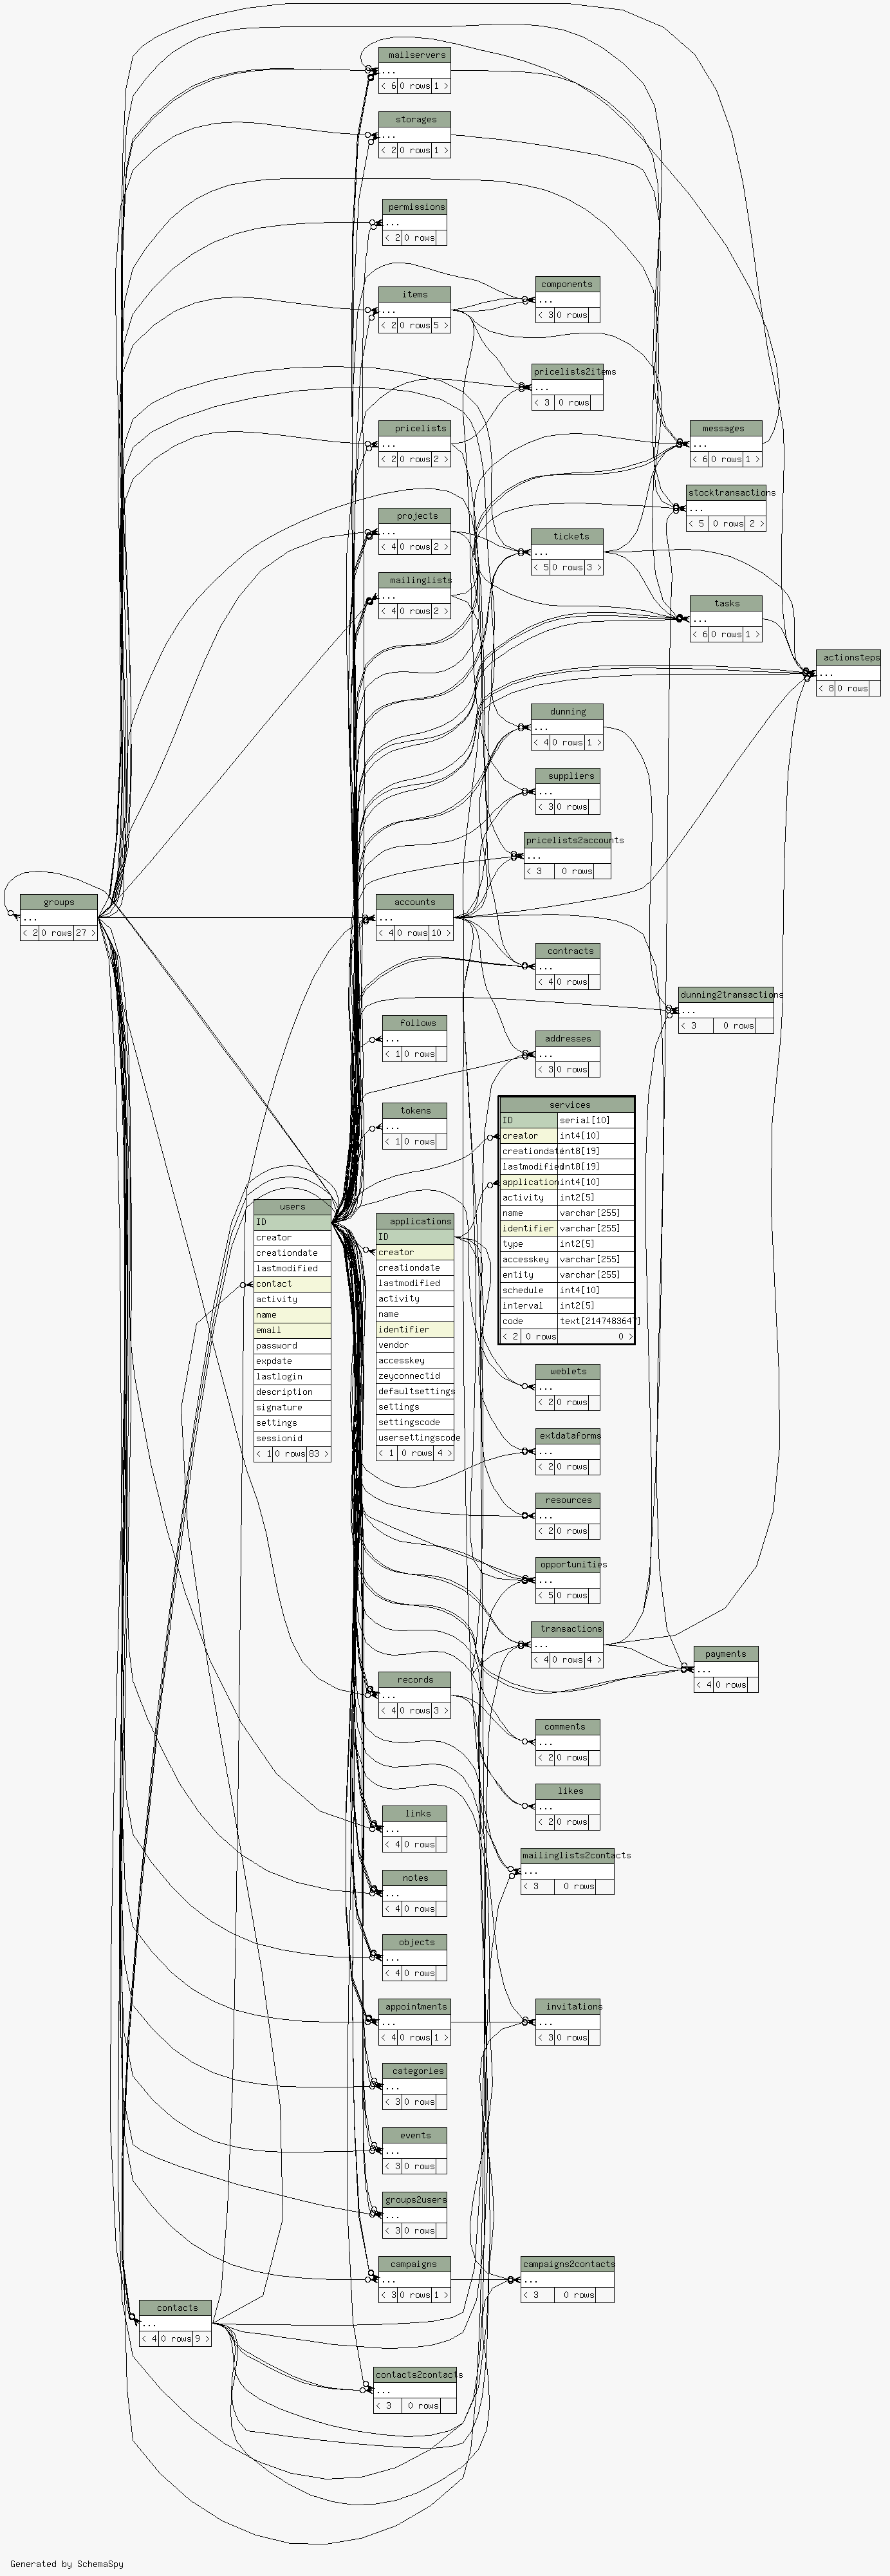 mailservers
...
< 6 0 rows 1 >
storages
...
< 2 0 rows 1 >
permissions
...
< 2 0 rows
components
...
< 3 0 rows
items
...
< 2 0 rows 5 >
pricelists2items
...
< 3 0 rows
pricelists
...
< 2 0 rows 2 >
messages
...
< 6 0 rows 1 >
stocktransactions
...
< 5 0 rows 2 >
projects
...
< 4 0 rows 2 >
tickets
...
< 5 0 rows 3 >
mailinglists
...
< 4 0 rows 2 >
tasks
...
< 6 0 rows 1 >
actionsteps
...
< 8 0 rows
dunning
...
< 4 0 rows 1 >
suppliers
...
< 3 0 rows
pricelists2accounts
...
< 3 0 rows
groups
...
< 2 0 rows 27 >
accounts
...
< 4 0 rows 10 >
contracts
...
< 4 0 rows
dunning2transactions
...
< 3 0 rows
follows
...
< 1 0 rows
addresses
...
< 3 0 rows
tokens
...
< 1 0 rows
services
ID serial[10]
creator int4[10]
creationdate int8[19]
lastmodified int8[19]
application int4[10]
activity int2[5]
name varchar[255]
identifier varchar[255]
type int2[5]
accesskey varchar[255]
entity varchar[255]
schedule int4[10]
interval int2[5]
code text[2147483647]
< 2 0 rows 0 >
users
ID
creator
creationdate
lastmodified
contact
activity
name
email
password
expdate
lastlogin
description
signature
settings
sessionid
< 1 0 rows 83 >
applications
ID
creator
creationdate
lastmodified
activity
name
identifier
vendor
accesskey
zeyconnectid
defaultsettings
settings
settingscode
usersettingscode
< 1 0 rows 4 >
weblets
...
< 2 0 rows
extdataforms
...
< 2 0 rows
resources
...
< 2 0 rows
opportunities
...
< 5 0 rows
transactions
...
< 4 0 rows 4 >
payments
...
< 4 0 rows
records
...
< 4 0 rows 3 >
comments
...
< 2 0 rows
likes
...
< 2 0 rows
links
...
< 4 0 rows
mailinglists2contacts
...
< 3 0 rows
notes
...
< 4 0 rows
objects
...
< 4 0 rows
appointments
...
< 4 0 rows 1 >
invitations
...
< 3 0 rows
categories
...
< 3 0 rows
events
...
< 3 0 rows
groups2users
...
< 3 0 rows
campaigns
...
< 3 0 rows 1 >
campaigns2contacts
...
< 3 0 rows
contacts
...
< 4 0 rows 9 >
contacts2contacts
...
< 3 0 rows
Generated by SchemaSpy